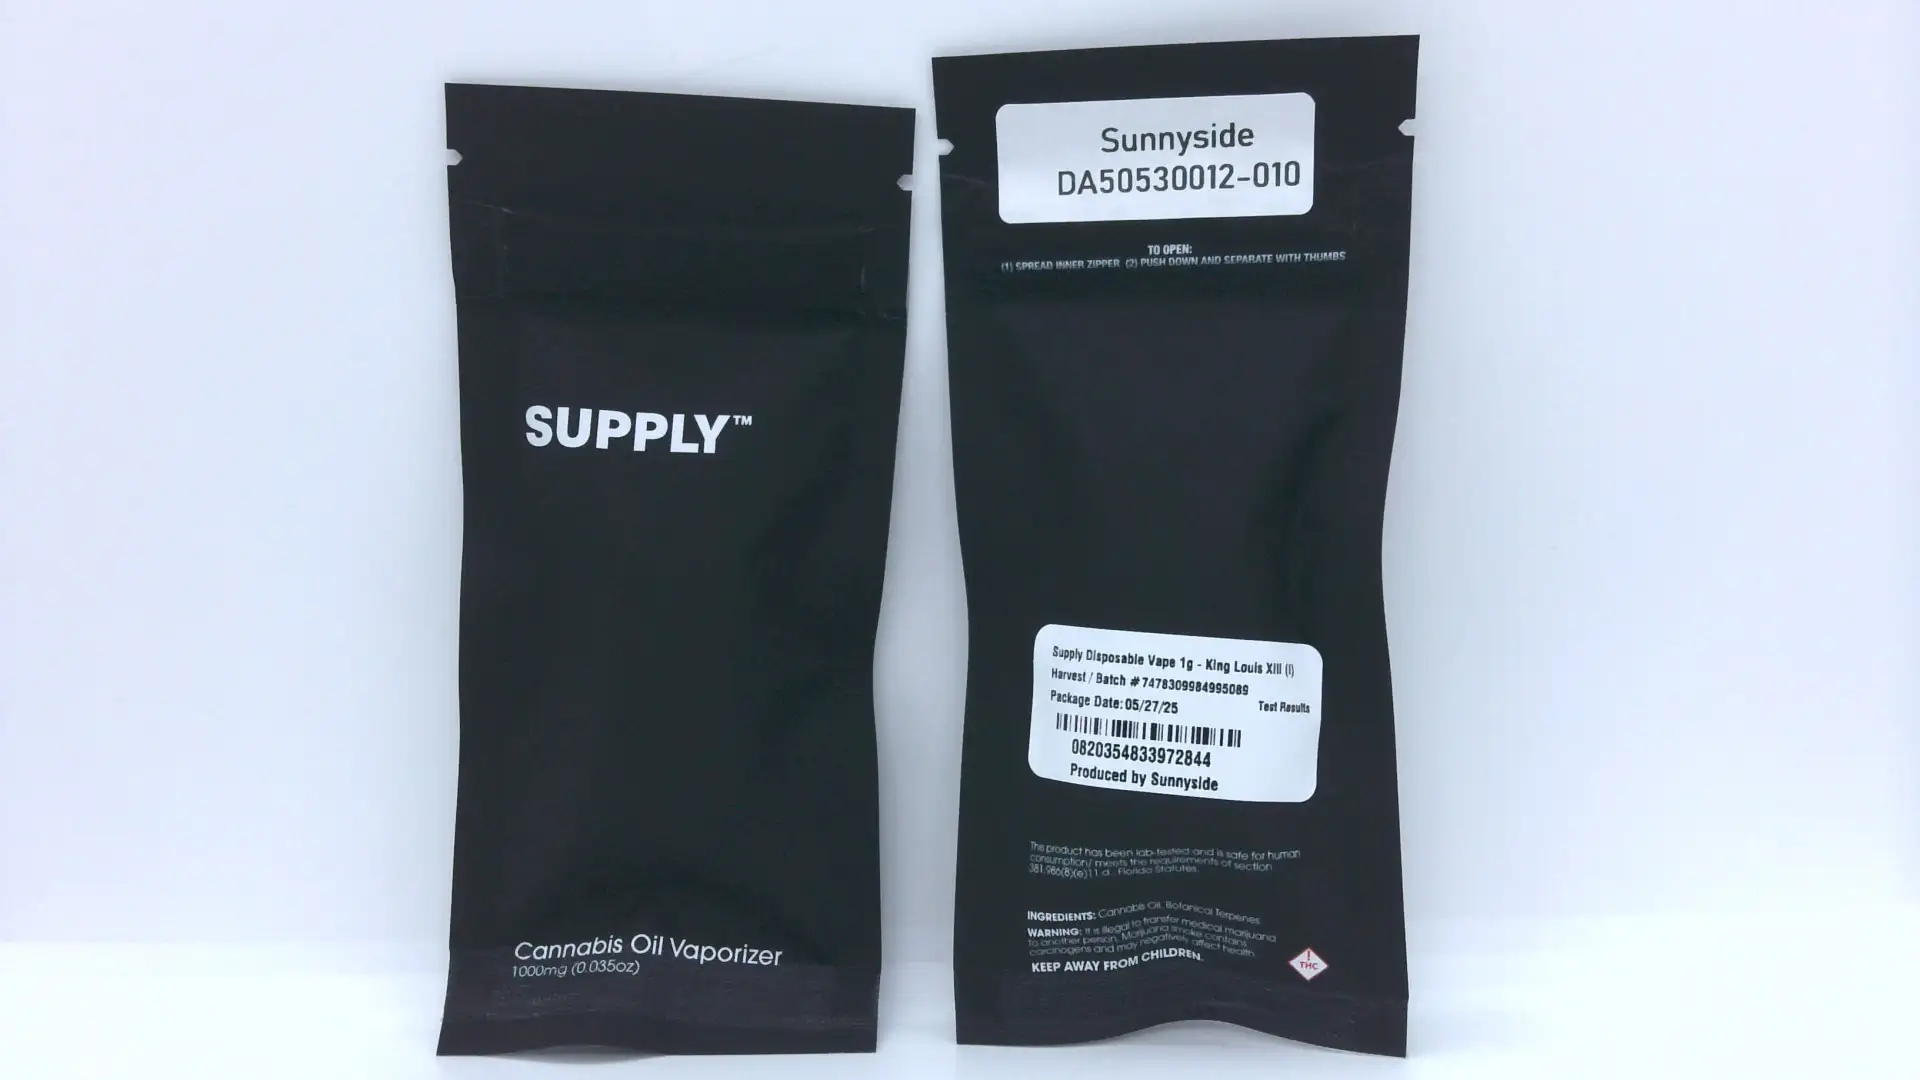 SUPPLY™
Cannabis Oil Vaporizer
1000mg (0.035oz)
Sunnyside
DA50530012-010
TO OPEN:
(1) SPREAD INNER ZIPPER (2) PUSH DOWN AND SEPARATE WITH THUMBS
Supply Disposable Vape 1g - King Louis XIII (I)
Harvest / Batch # 7478309984995089
Package Date: 05/27/25
Test Results
0820354833972844
Produced by Sunnyside
The product has been lab-tested and is safe for human
consumption/ meets the requirements of section
381.986(8)(e)11.d., Florida Statutes.
INGREDIENTS: Cannabis Oil, Botanical Terpenes
WARNING: It is illegal to transfer medical marijuana
to another person. Marijuana smoke contains
carcinogens and may negatively affect health.
KEEP AWAY FROM CHILDREN.
!
THC